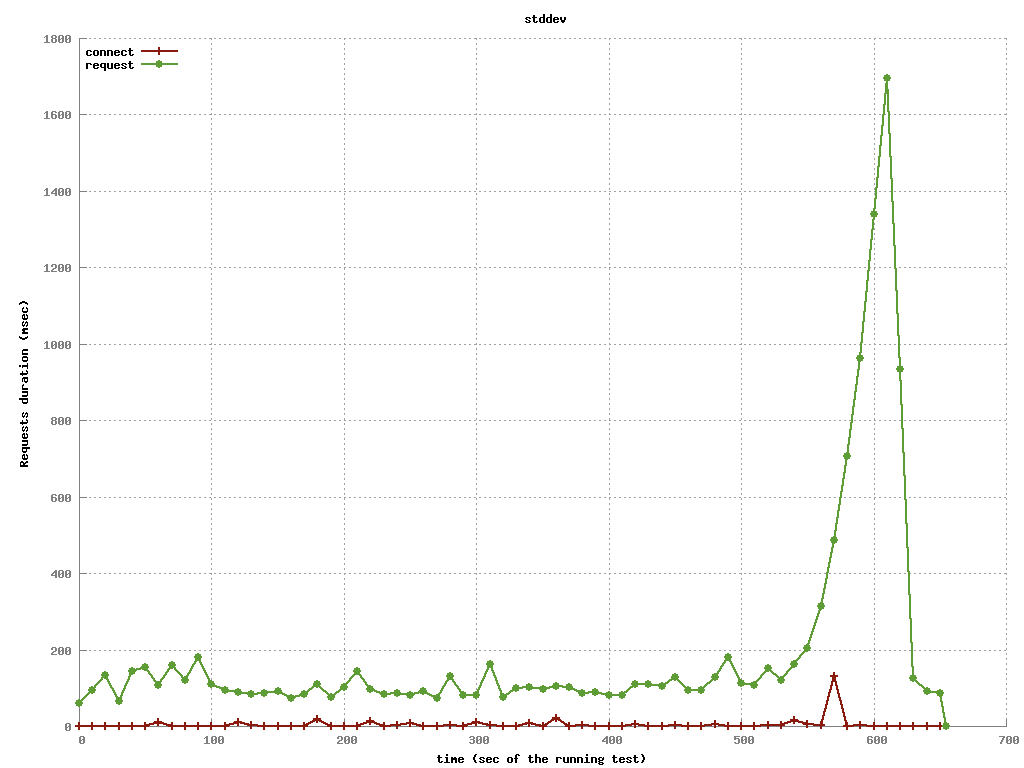 stddev
connect
request
1800
1600
1400
1200
1000
800
600
400
200
0
Requests duration (msec)
0 100 200 300 400 500 600 700
time (sec of the running test)